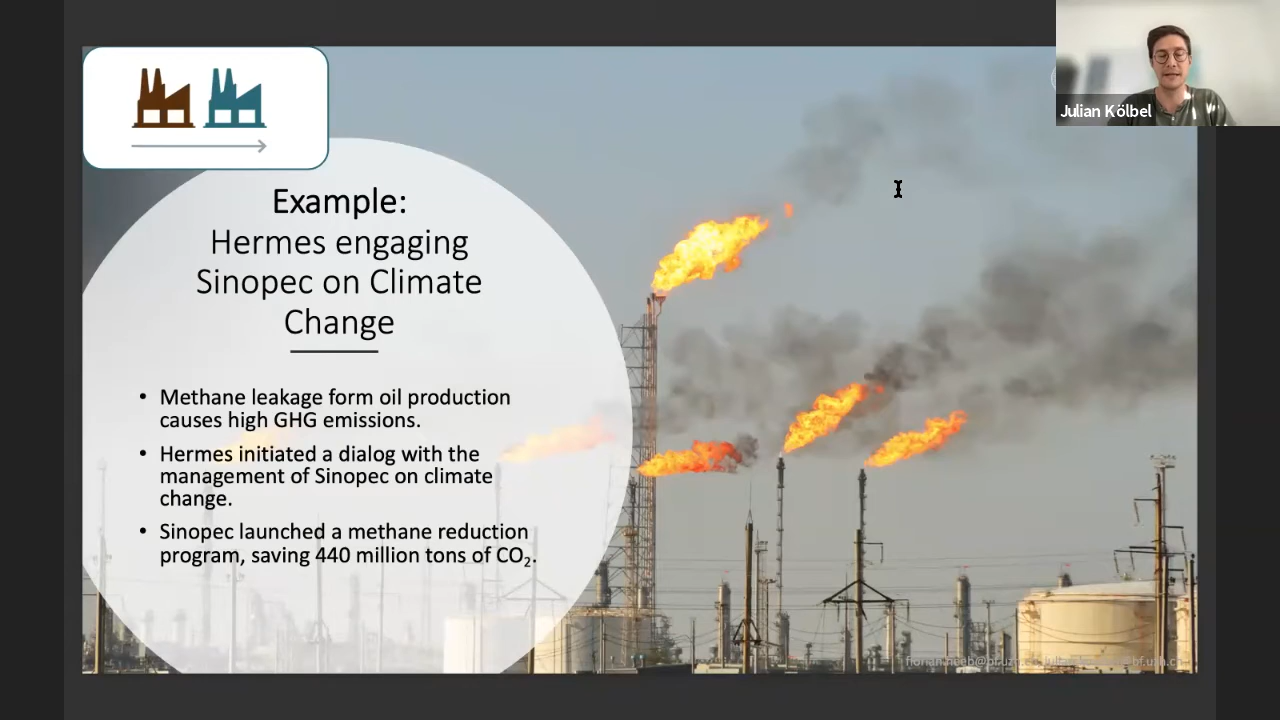 Julian Kölbel
Example:
Hermes engaging
Sinopec on Climate
Change
• Methane leakage form oil production
causes high GHG emissions.
• Hermes initiated a dialog with the
management of Sinopec on climate
change.
• Sinopec launched a methane reduction
program, saving 440 million tons of CO₂.